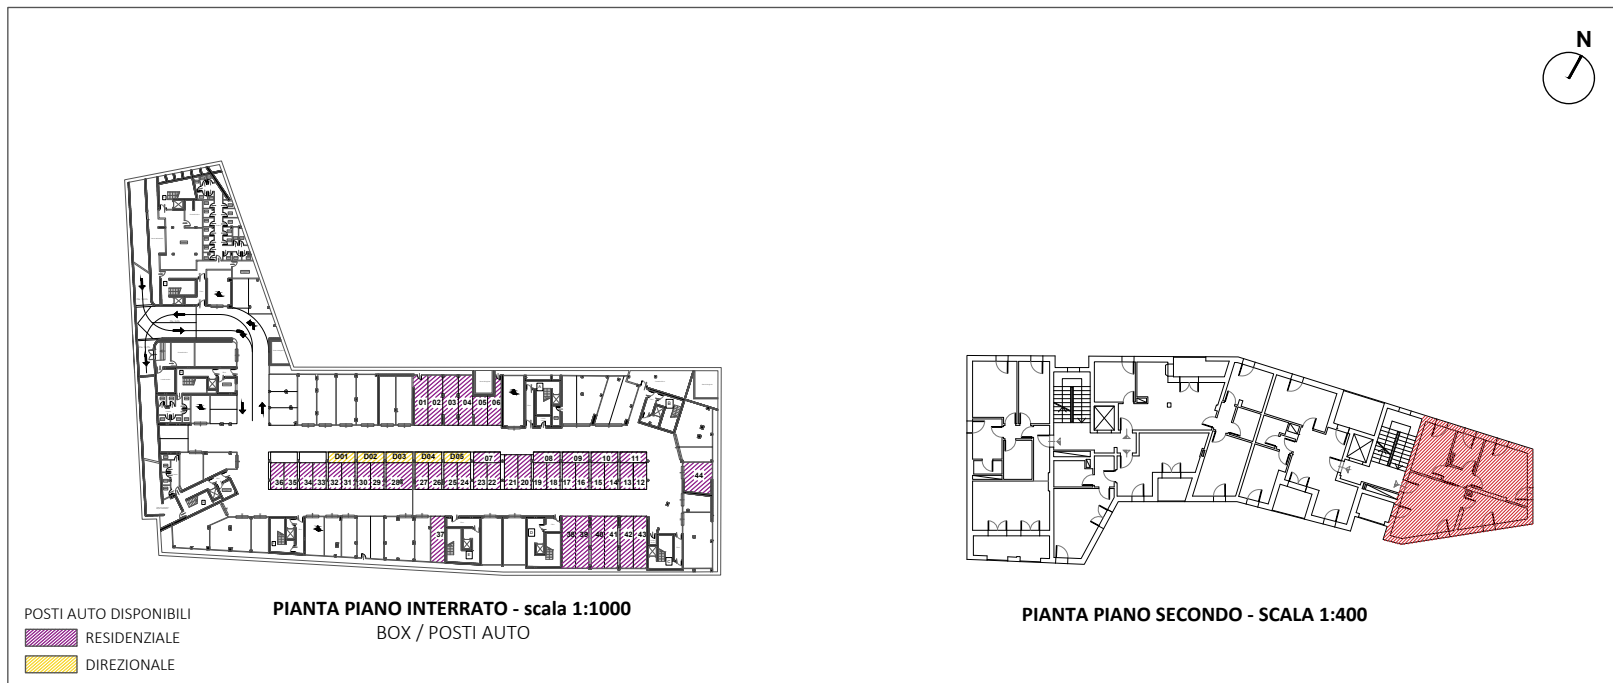 N
01 02 03 04 05 06
D01 D02 D03 D04 D05 07 08 09 10 11
36 35 34 33 32 31 30 29 28 27 26 25 24 23 22 21 20 19 18 17 16 15 14 13 12
44
37 38 39 40 41 42 43
PIANTA PIANO INTERRATO - scala 1:1000
BOX / POSTI AUTO
PIANTA PIANO SECONDO - SCALA 1:400
POSTI AUTO DISPONIBILI
RESIDENZIALE
DIREZIONALE